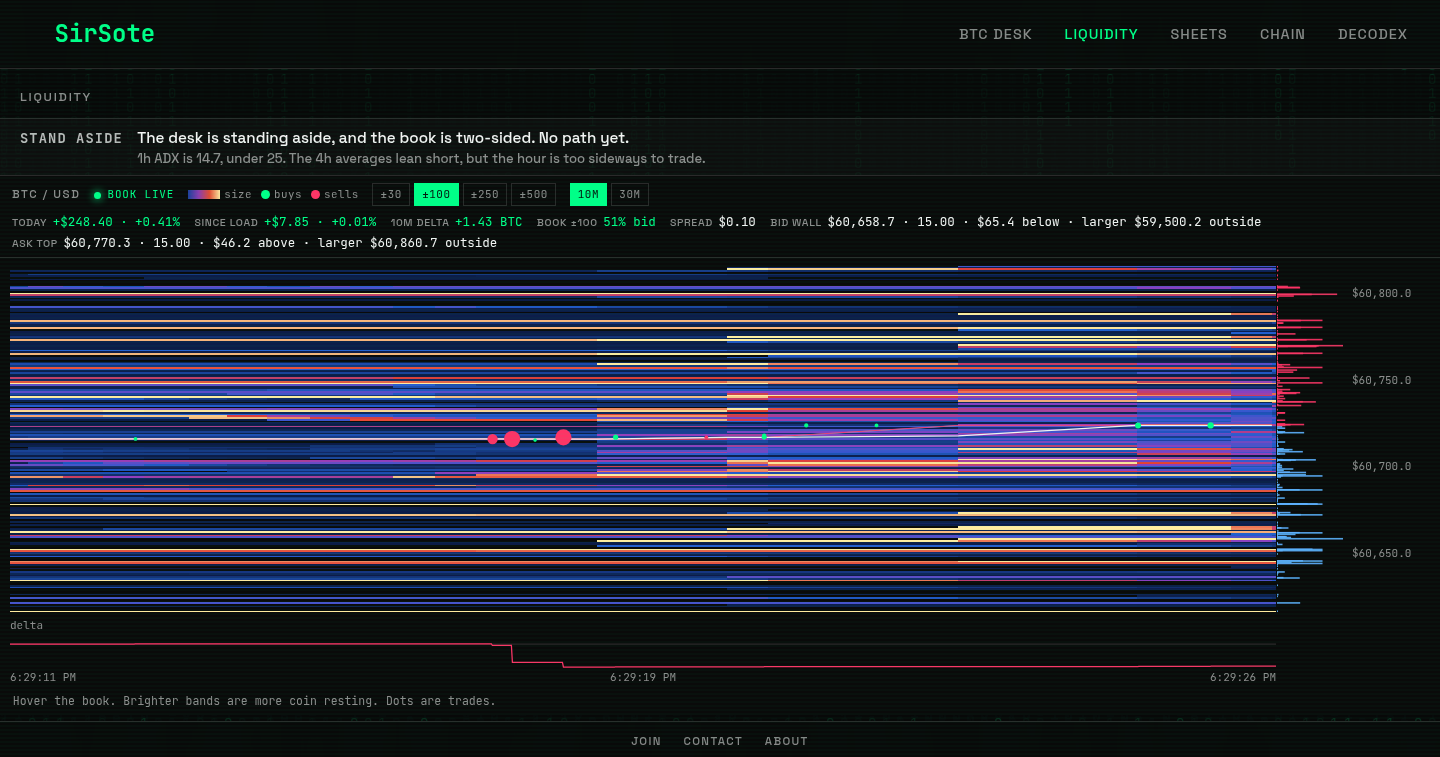 SirSote
BTC DESK LIQUIDITY SHEETS CHAIN DECODEX
LIQUIDITY
STAND ASIDE The desk is standing aside, and the book is two-sided. No path yet.
1h ADX is 14.7, under 25. The 4h averages lean short, but the hour is too sideways to trade.
BTC / USD BOOK LIVE size buys sells ±30 ±100 ±250 ±500 10M 30M
TODAY +$248.40 · +0.41% SINCE LOAD +$7.85 · +0.01% 10M DELTA +1.43 BTC BOOK ±100 51% bid SPREAD $0.10 BID WALL $60,658.7 · 15.00 · $65.4 below · larger $59,500.2 outside
ASK TOP $60,770.3 · 15.00 · $46.2 above · larger $60,860.7 outside
$60,800.0
$60,750.0
$60,700.0
$60,650.0
delta
6:29:11 PM 6:29:19 PM 6:29:26 PM
Hover the book. Brighter bands are more coin resting. Dots are trades.
JOIN CONTACT ABOUT